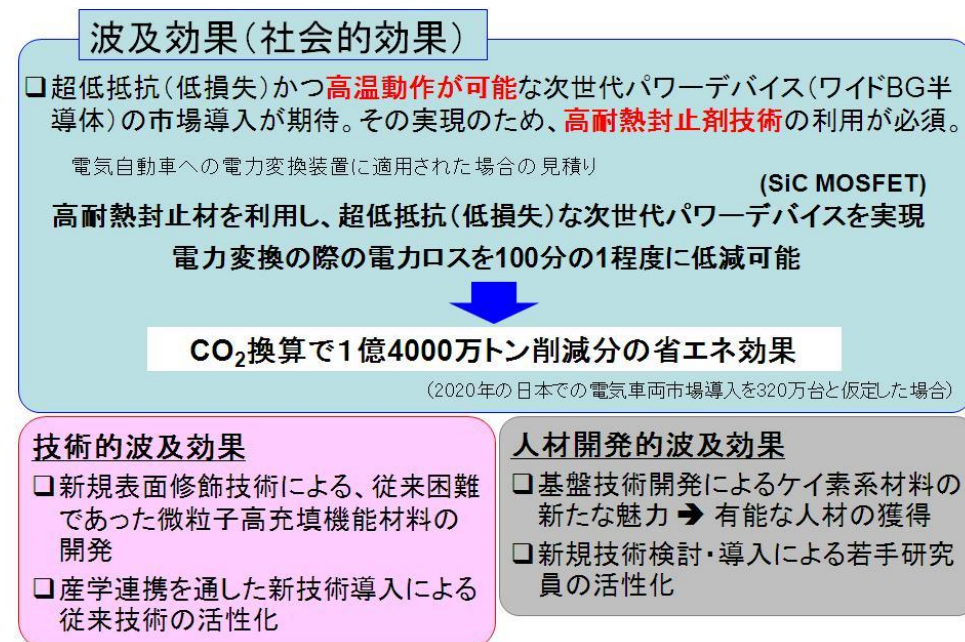 波及効果(社会的効果)
❑超低抵抗(低損失)かつ高温動作が可能な次世代パワーデバイス(ワイドBG半
導体)の市場導入が期待。その実現のため、高耐熱封止剤技術の利用が必須。
電気自動車への電力変換装置に適用された場合の見積り
(SiC MOSFET)
高耐熱封止材を利用し、超低抵抗(低損失)な次世代パワーデバイスを実現
電力変換の際の電力ロスを100分の1程度に低減可能
CO₂換算で1億4000万トン削減分の省エネ効果
(2020年の日本での電気車両市場導入を320万台と仮定した場合)
技術的波及効果
❑新規表面修飾技術による、従来困難
であった微粒子高充填機能材料の
開発
❑産学連携を通した新技術導入による
従来技術の活性化
人材開発的波及効果
❑基盤技術開発によるケイ素系材料の
新たな魅力 ➔ 有能な人材の獲得
❑新規技術検討・導入による若手研究
員の活性化